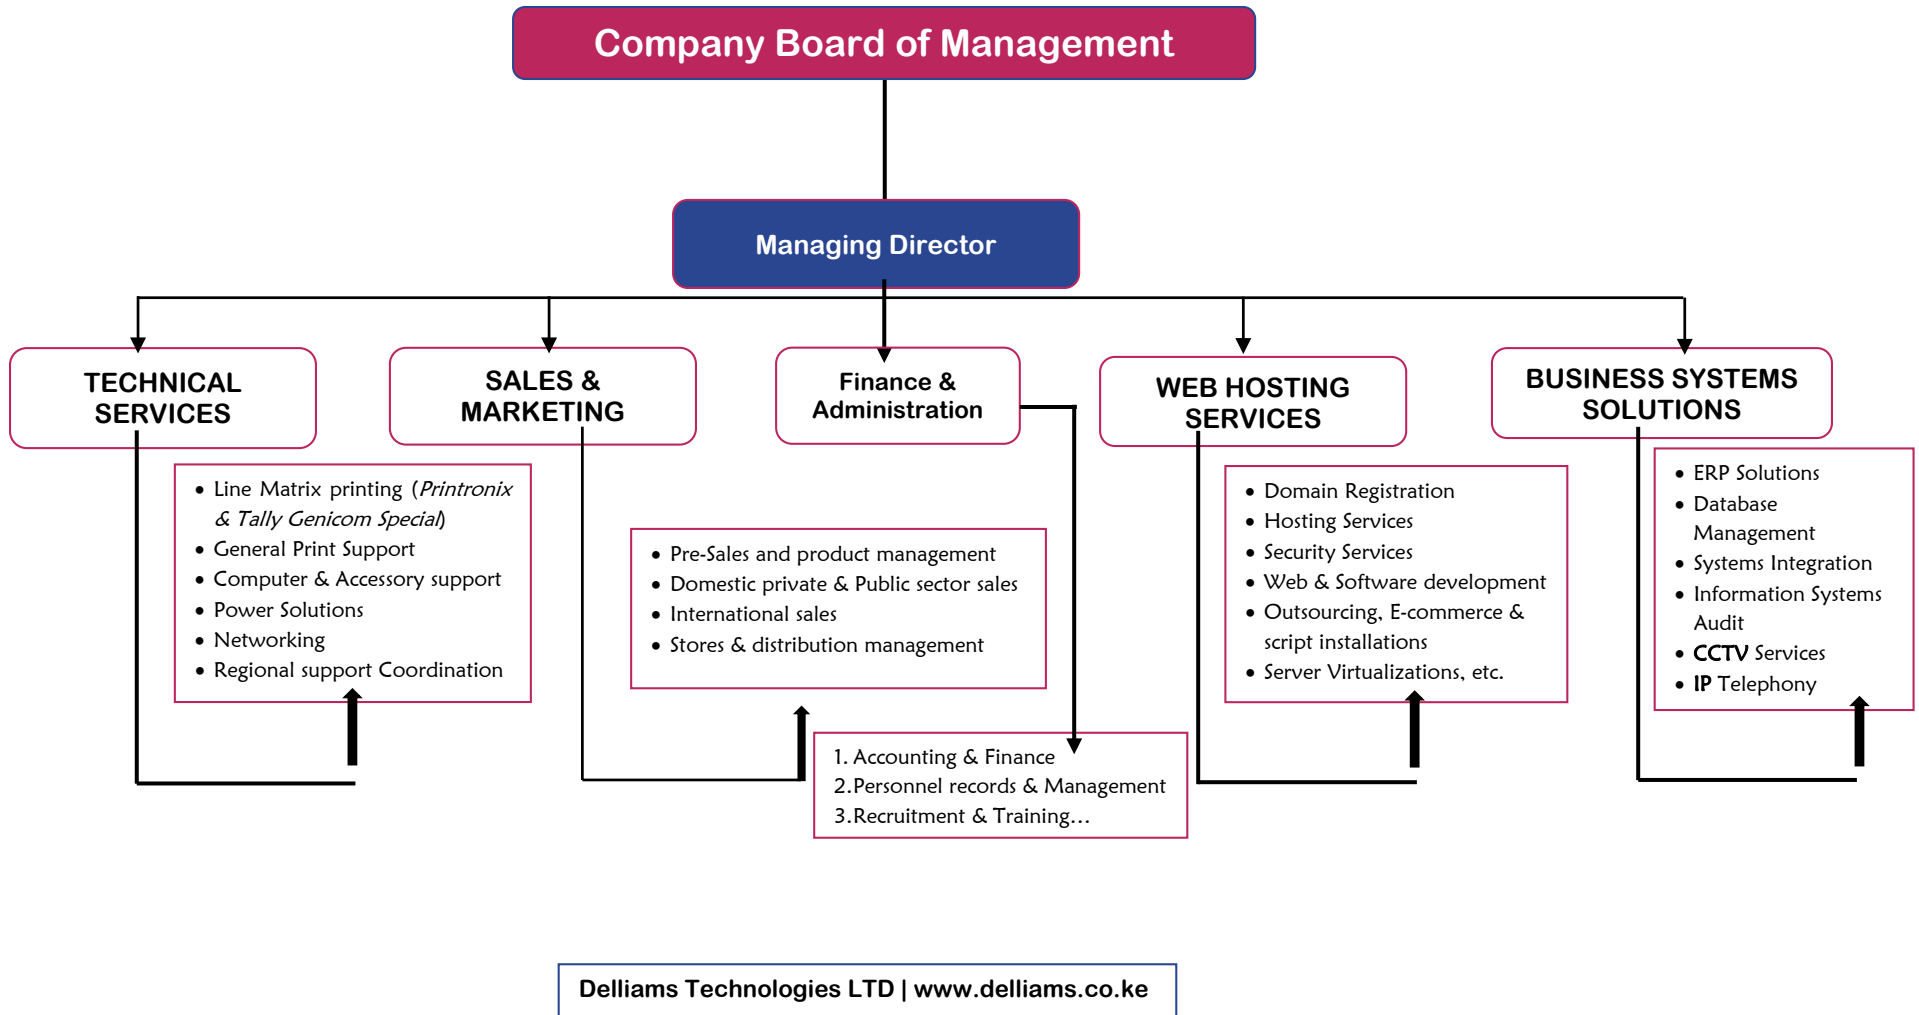 Company Board of Management
Managing Director
TECHNICAL
SERVICES
SALES &
MARKETING
Finance &
Administration
WEB HOSTING
SERVICES
BUSINESS SYSTEMS
SOLUTIONS
• Line Matrix printing (Printronix
& Tally Genicom Special)
• General Print Support
• Computer & Accessory support
• Power Solutions
• Networking
• Regional support Coordination
• Pre-Sales and product management
• Domestic private & Public sector sales
• International sales
• Stores & distribution management
1. Accounting & Finance
2.Personnel records & Management
3.Recruitment & Training...
• Domain Registration
• Hosting Services
• Security Services
• Web & Software development
• Outsourcing, E-commerce &
script installations
• Server Virtualizations, etc.
• ERP Solutions
• Database
Management
• Systems Integration
• Information Systems
Audit
• CCTV Services
• IP Telephony
Delliams Technologies LTD | www.delliams.co.ke